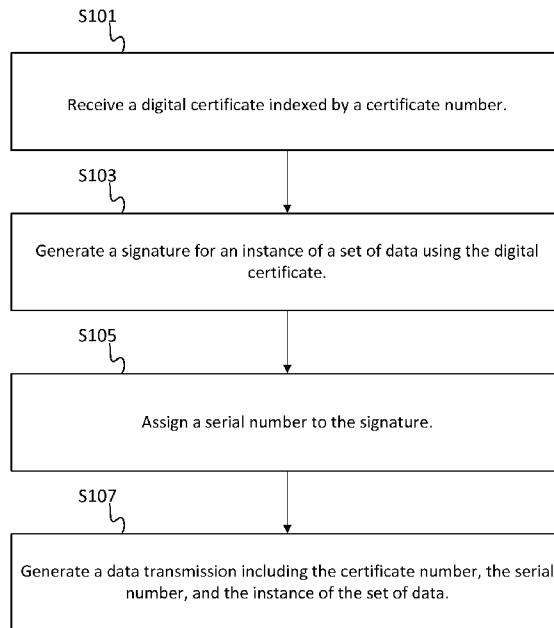 S101
Receive a digital certificate indexed by a certificate number.
S103
Generate a signature for an instance of a set of data using the digital
certificate.
S105
Assign a serial number to the signature.
S107
Generate a data transmission including the certificate number, the serial
number, and the instance of the set of data.